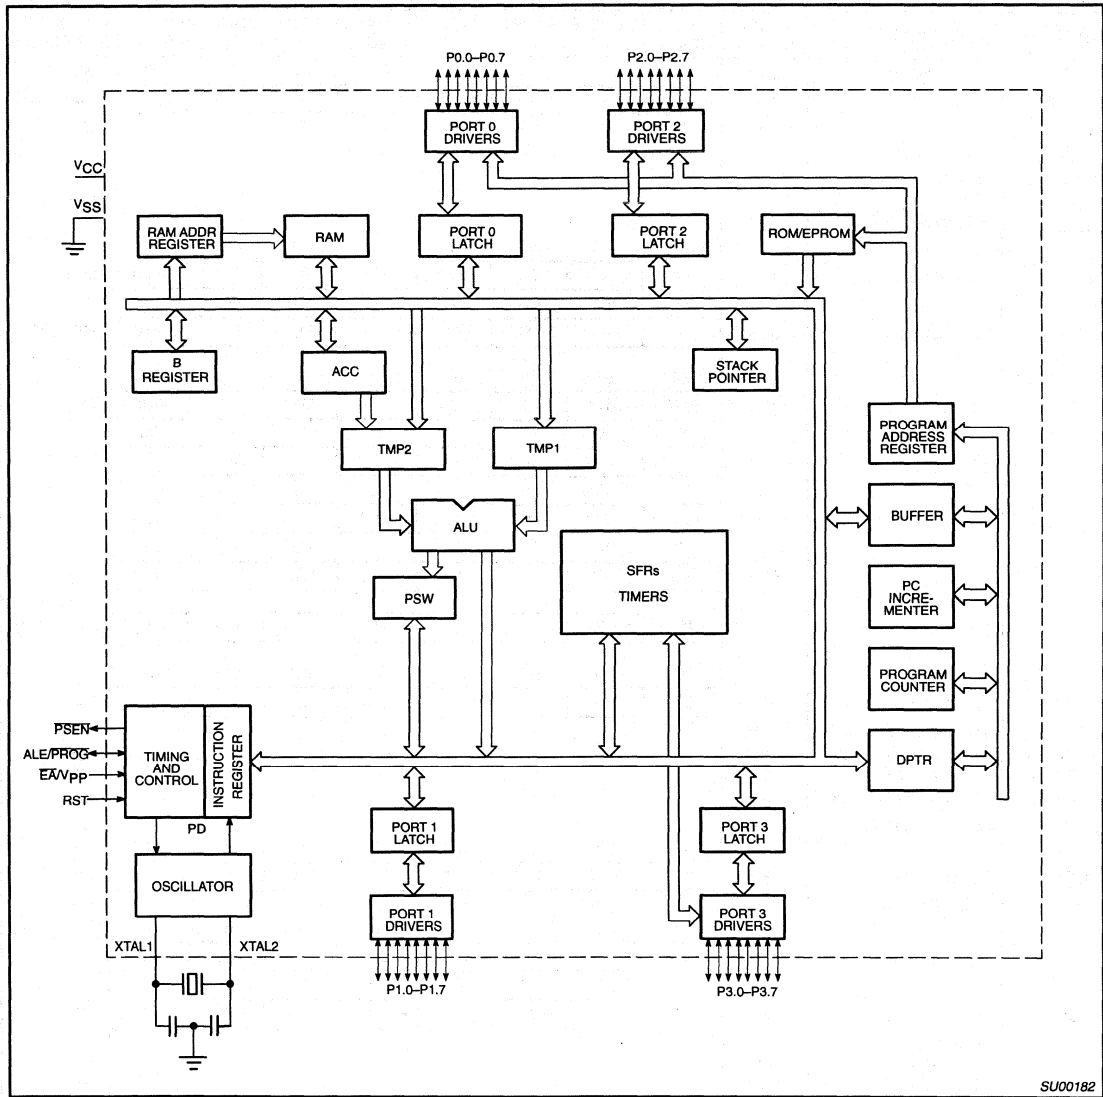 P0.0–P0.7
P2.0–P2.7
PORT 0
DRIVERS
PORT 2
DRIVERS
VCC
VSS
RAM ADDR
REGISTER
RAM
PORT 0
LATCH
PORT 2
LATCH
ROM/EPROM
B
REGISTER
ACC
STACK
POINTER
TMP2
TMP1
PROGRAM
ADDRESS
REGISTER
ALU
BUFFER
SFRs
TIMERS
PSW
PC
INCRE-
MENTER
PROGRAM
COUNTER
PSEN
ALE/PROG
EA/VPP
RST
TIMING
AND
CONTROL
INSTRUCTION
REGISTER
DPTR
PD
PORT 1
LATCH
PORT 3
LATCH
OSCILLATOR
PORT 1
DRIVERS
PORT 3
DRIVERS
XTAL1
XTAL2
P1.0–P1.7
P3.0–P3.7
SU00182